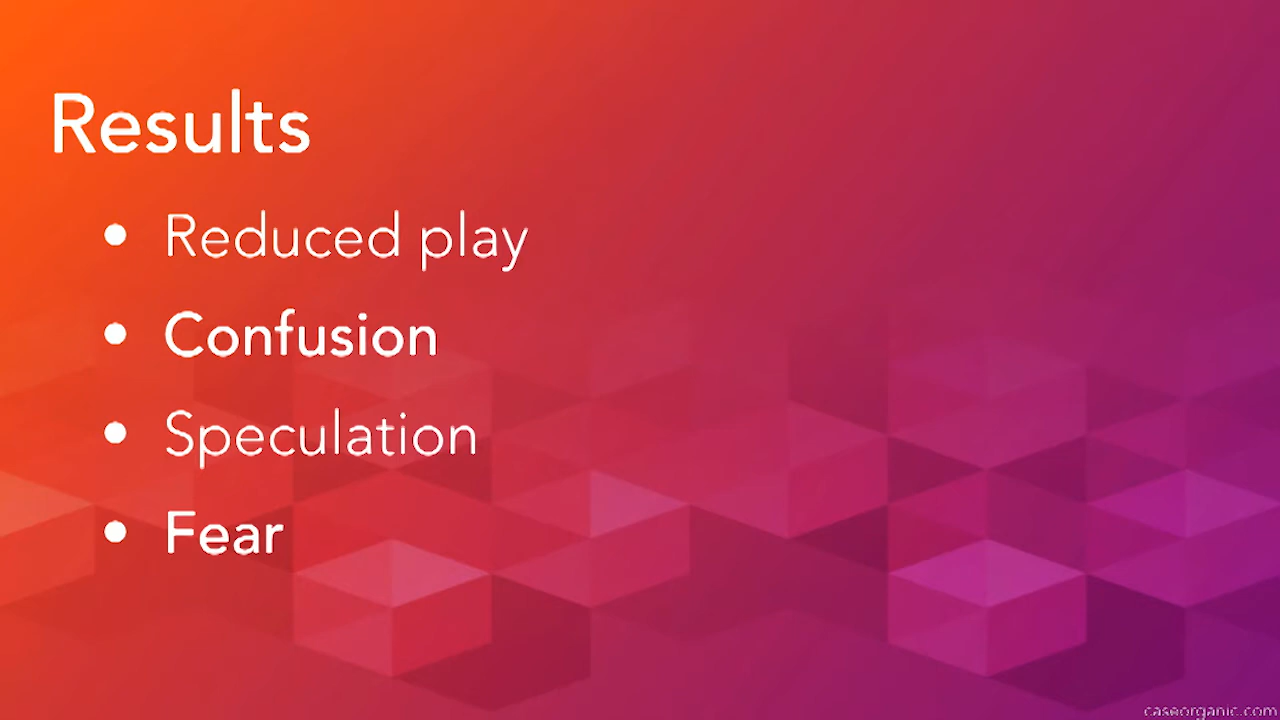 Results
• Reduced play
• Confusion
• Speculation
• Fear
caseorganic.com